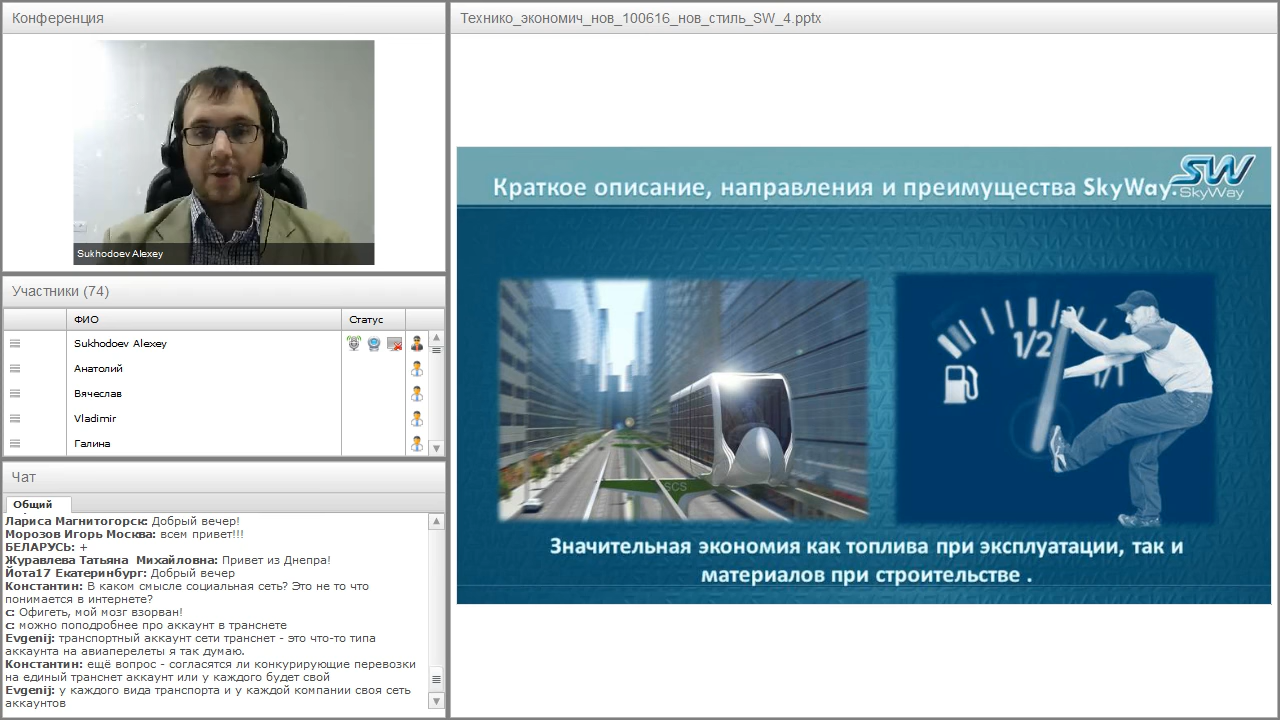 Конференция
Sukhodoev Alexey
Участники (74)
ФИО
Статус
Sukhodoev Alexey
Анатолий
Вячеслав
Vladimir
Галина
Чат
Общий
Лариса Магнитогорск: Добрый вечер!
Морозов Игорь Москва: всем привет!!!
БЕЛАРУСЬ: +
Журавлева Татьяна Михайловна: Привет из Днепра!
Йота17 Екатеринбург: Добрый вечер
Константин: В каком смысле социальная сеть? Это не то что
понимается в интернете?
с: Офигеть, мой мозг взорван!
с: можно поподробнее про аккаунт в транснете
Evgenij: транспортный аккаунт сети транснет - это что-то типа
аккаунта на авиаперелеты я так думаю.
Константин: ещё вопрос - согласятся ли конкурирующие перевозки
на единый транснет аккаунт или у каждого будет свой
Evgenij: у каждого вида транспорта и у каждой компании своя сеть
аккаунтов
Технико_экономич_нов_100616_нов_стиль_SW_4.pptx
Краткое описание, направления и преимущества SkyWay.
SW
SkyWay
SCS
1/2
1/1
Значительная экономия как топлива при эксплуатации, так и
материалов при строительстве .